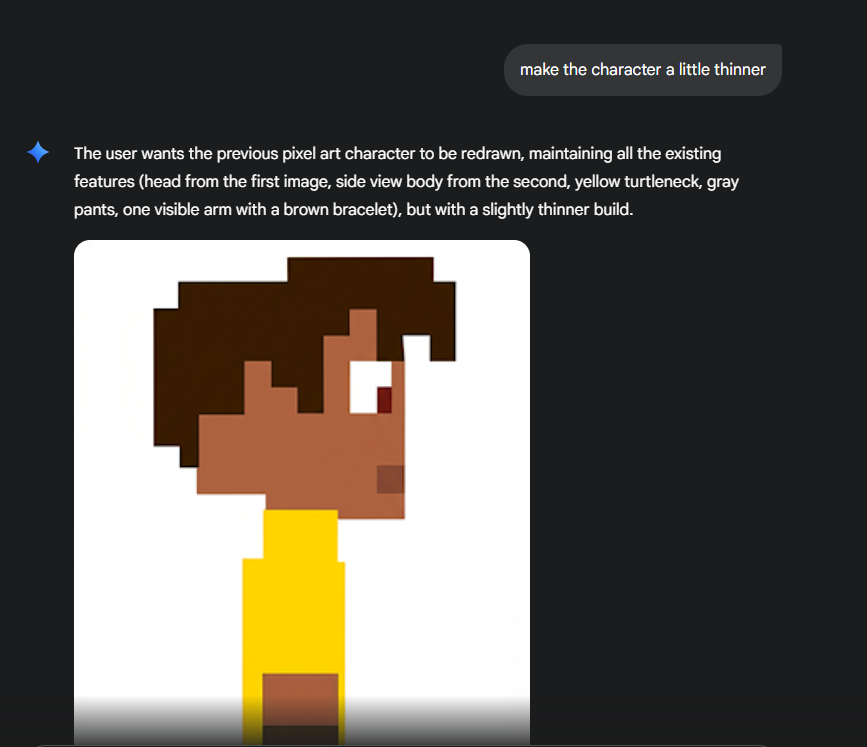 make the character a little thinner
The user wants the previous pixel art character to be redrawn, maintaining all the existing
features (head from the first image, side view body from the second, yellow turtleneck, gray
pants, one visible arm with a brown bracelet), but with a slightly thinner build.